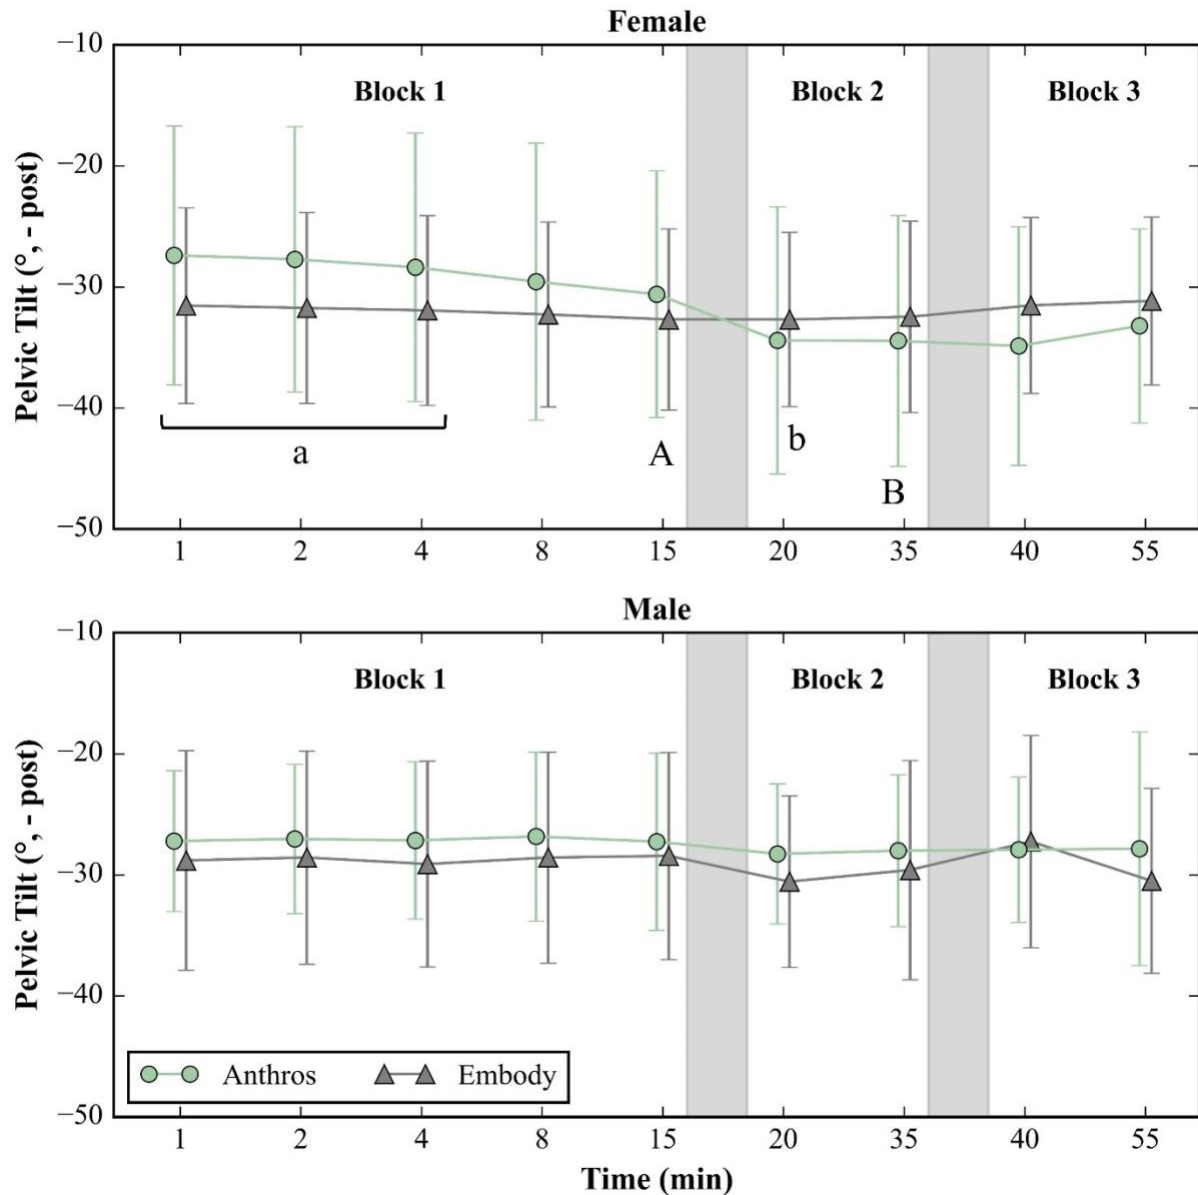 Female
Block 1 Block 2 Block 3
Pelvic Tilt (°, - post)
−10
−20
−30
−40
−50
a A b B
1 2 4 8 15 20 35 40 55
Male
Block 1 Block 2 Block 3
Pelvic Tilt (°, - post)
−10
−20
−30
−40
−50
Anthros Embody
1 2 4 8 15 20 35 40 55
Time (min)